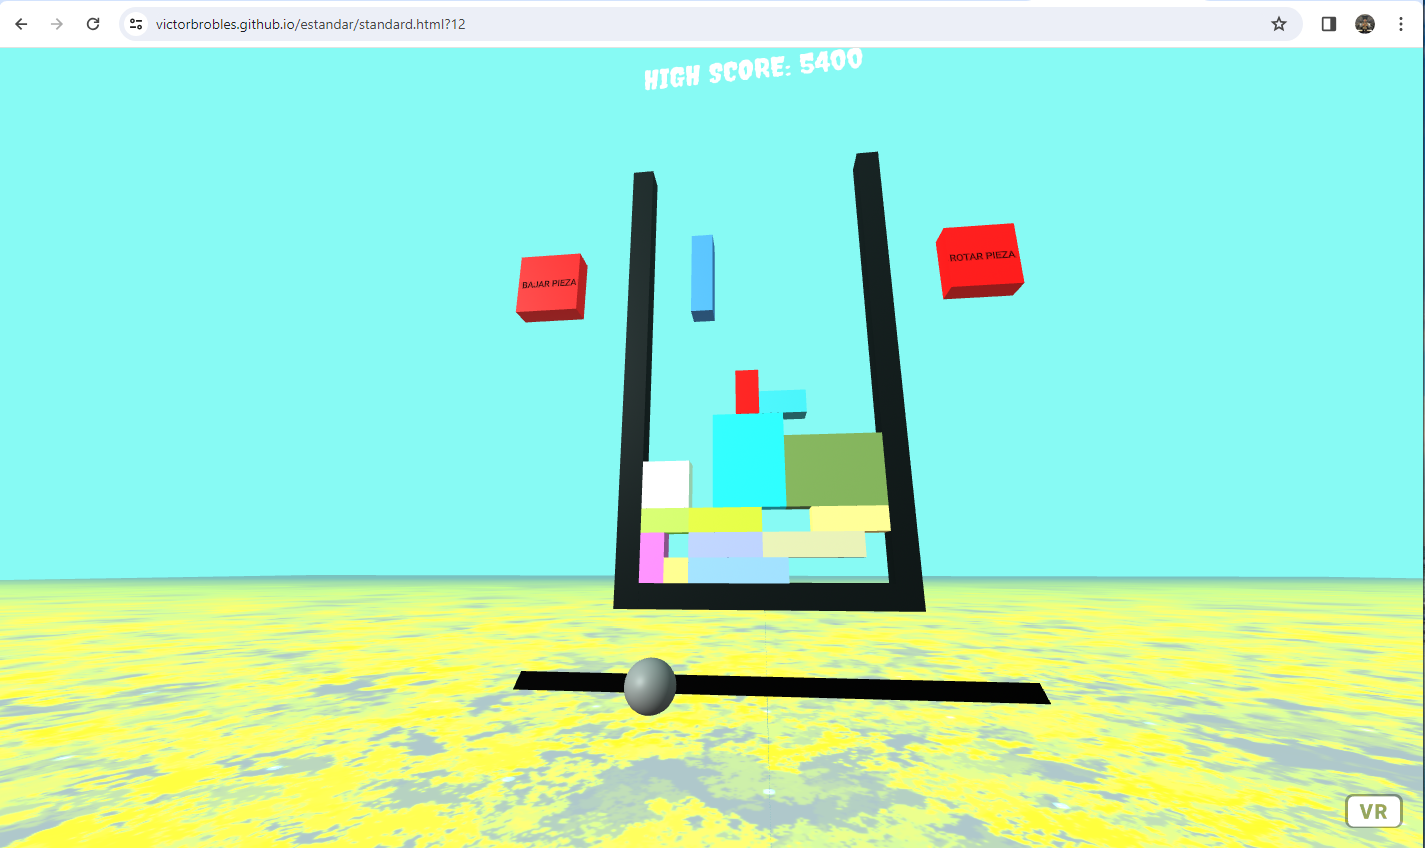 victorbrobles.github.io/estandar/standard.html?12
HIGH SCORE: 5400
BAJAR PIEZA
ROTAR PIEZA
VR